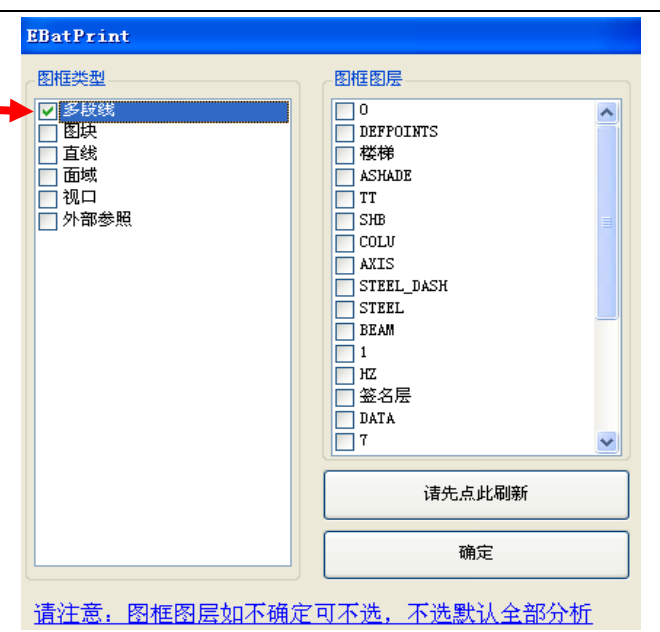 EBatPrint
图框类型
多段线
图块
直线
面域
视口
外部参照
图框图层
0
DEFPOINTS
楼梯
ASHADE
TT
SHB
COLU
AXIS
STEEL_DASH
STEEL
BEAM
1
HZ
签名层
DATA
7
请先点此刷新
确定
请注意：图框图层如不确定可不选，不选默认全部分析